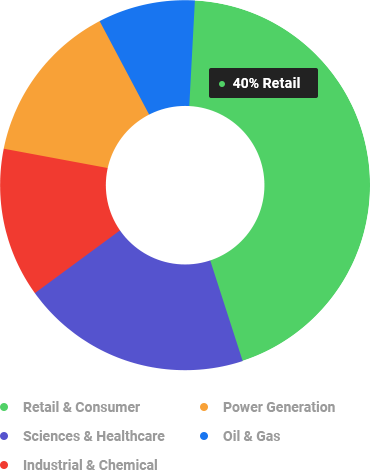 40% Retail
Retail & Consumer
Power Generation
Sciences & Healthcare
Oil & Gas
Industrial & Chemical